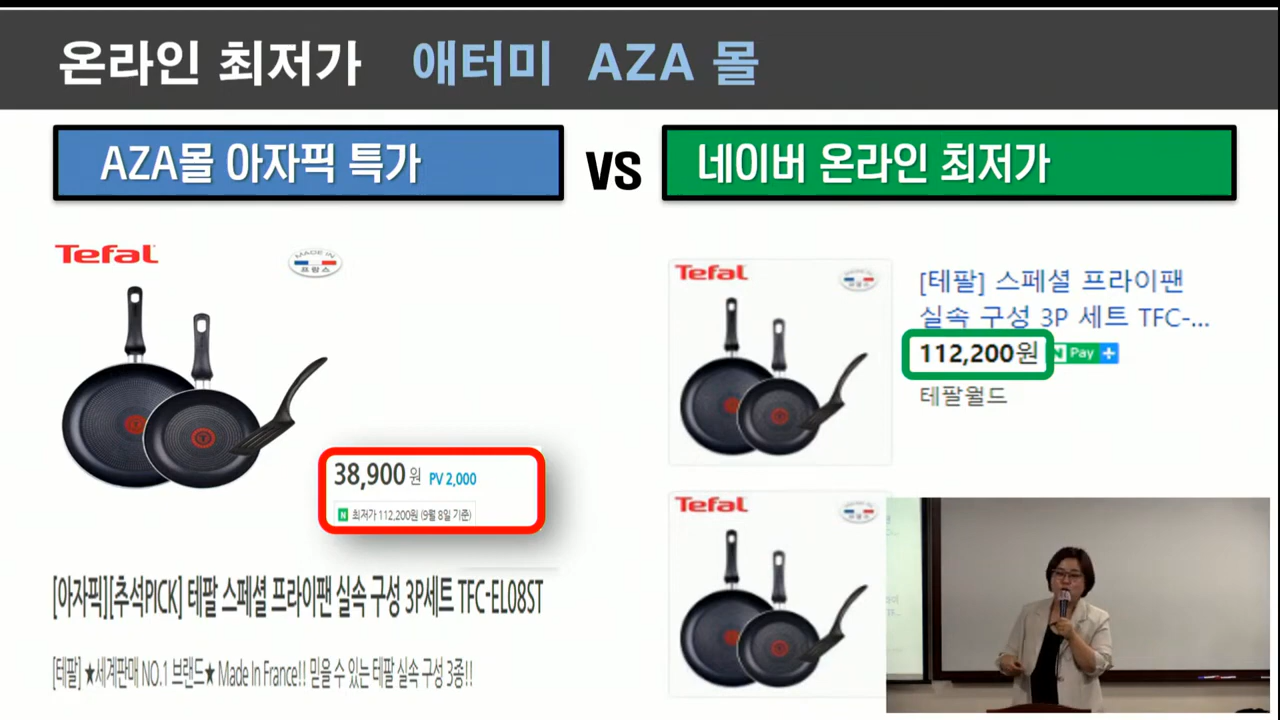 온라인 최저가 애터미 AZA 몰
AZA몰 아자픽 특가
VS
네이버 온라인 최저가
Tefal
MADE IN
프랑스
38,900원 PV 2,000
N 최저가 112,200원 (9월 8일 기준)
[아자픽][추석PICK] 테팔 스페셜 프라이팬 실속 구성 3P세트 TFC-EL08ST
[테팔] ★세계판매 NO.1 브랜드★ Made In France!! 믿을 수 있는 테팔 실속 구성 3종!!
Tefal
[테팔] 스페셜 프라이팬
실속 구성 3P 세트 TFC-...
112,200원 N Pay +
테팔월드
Tefal